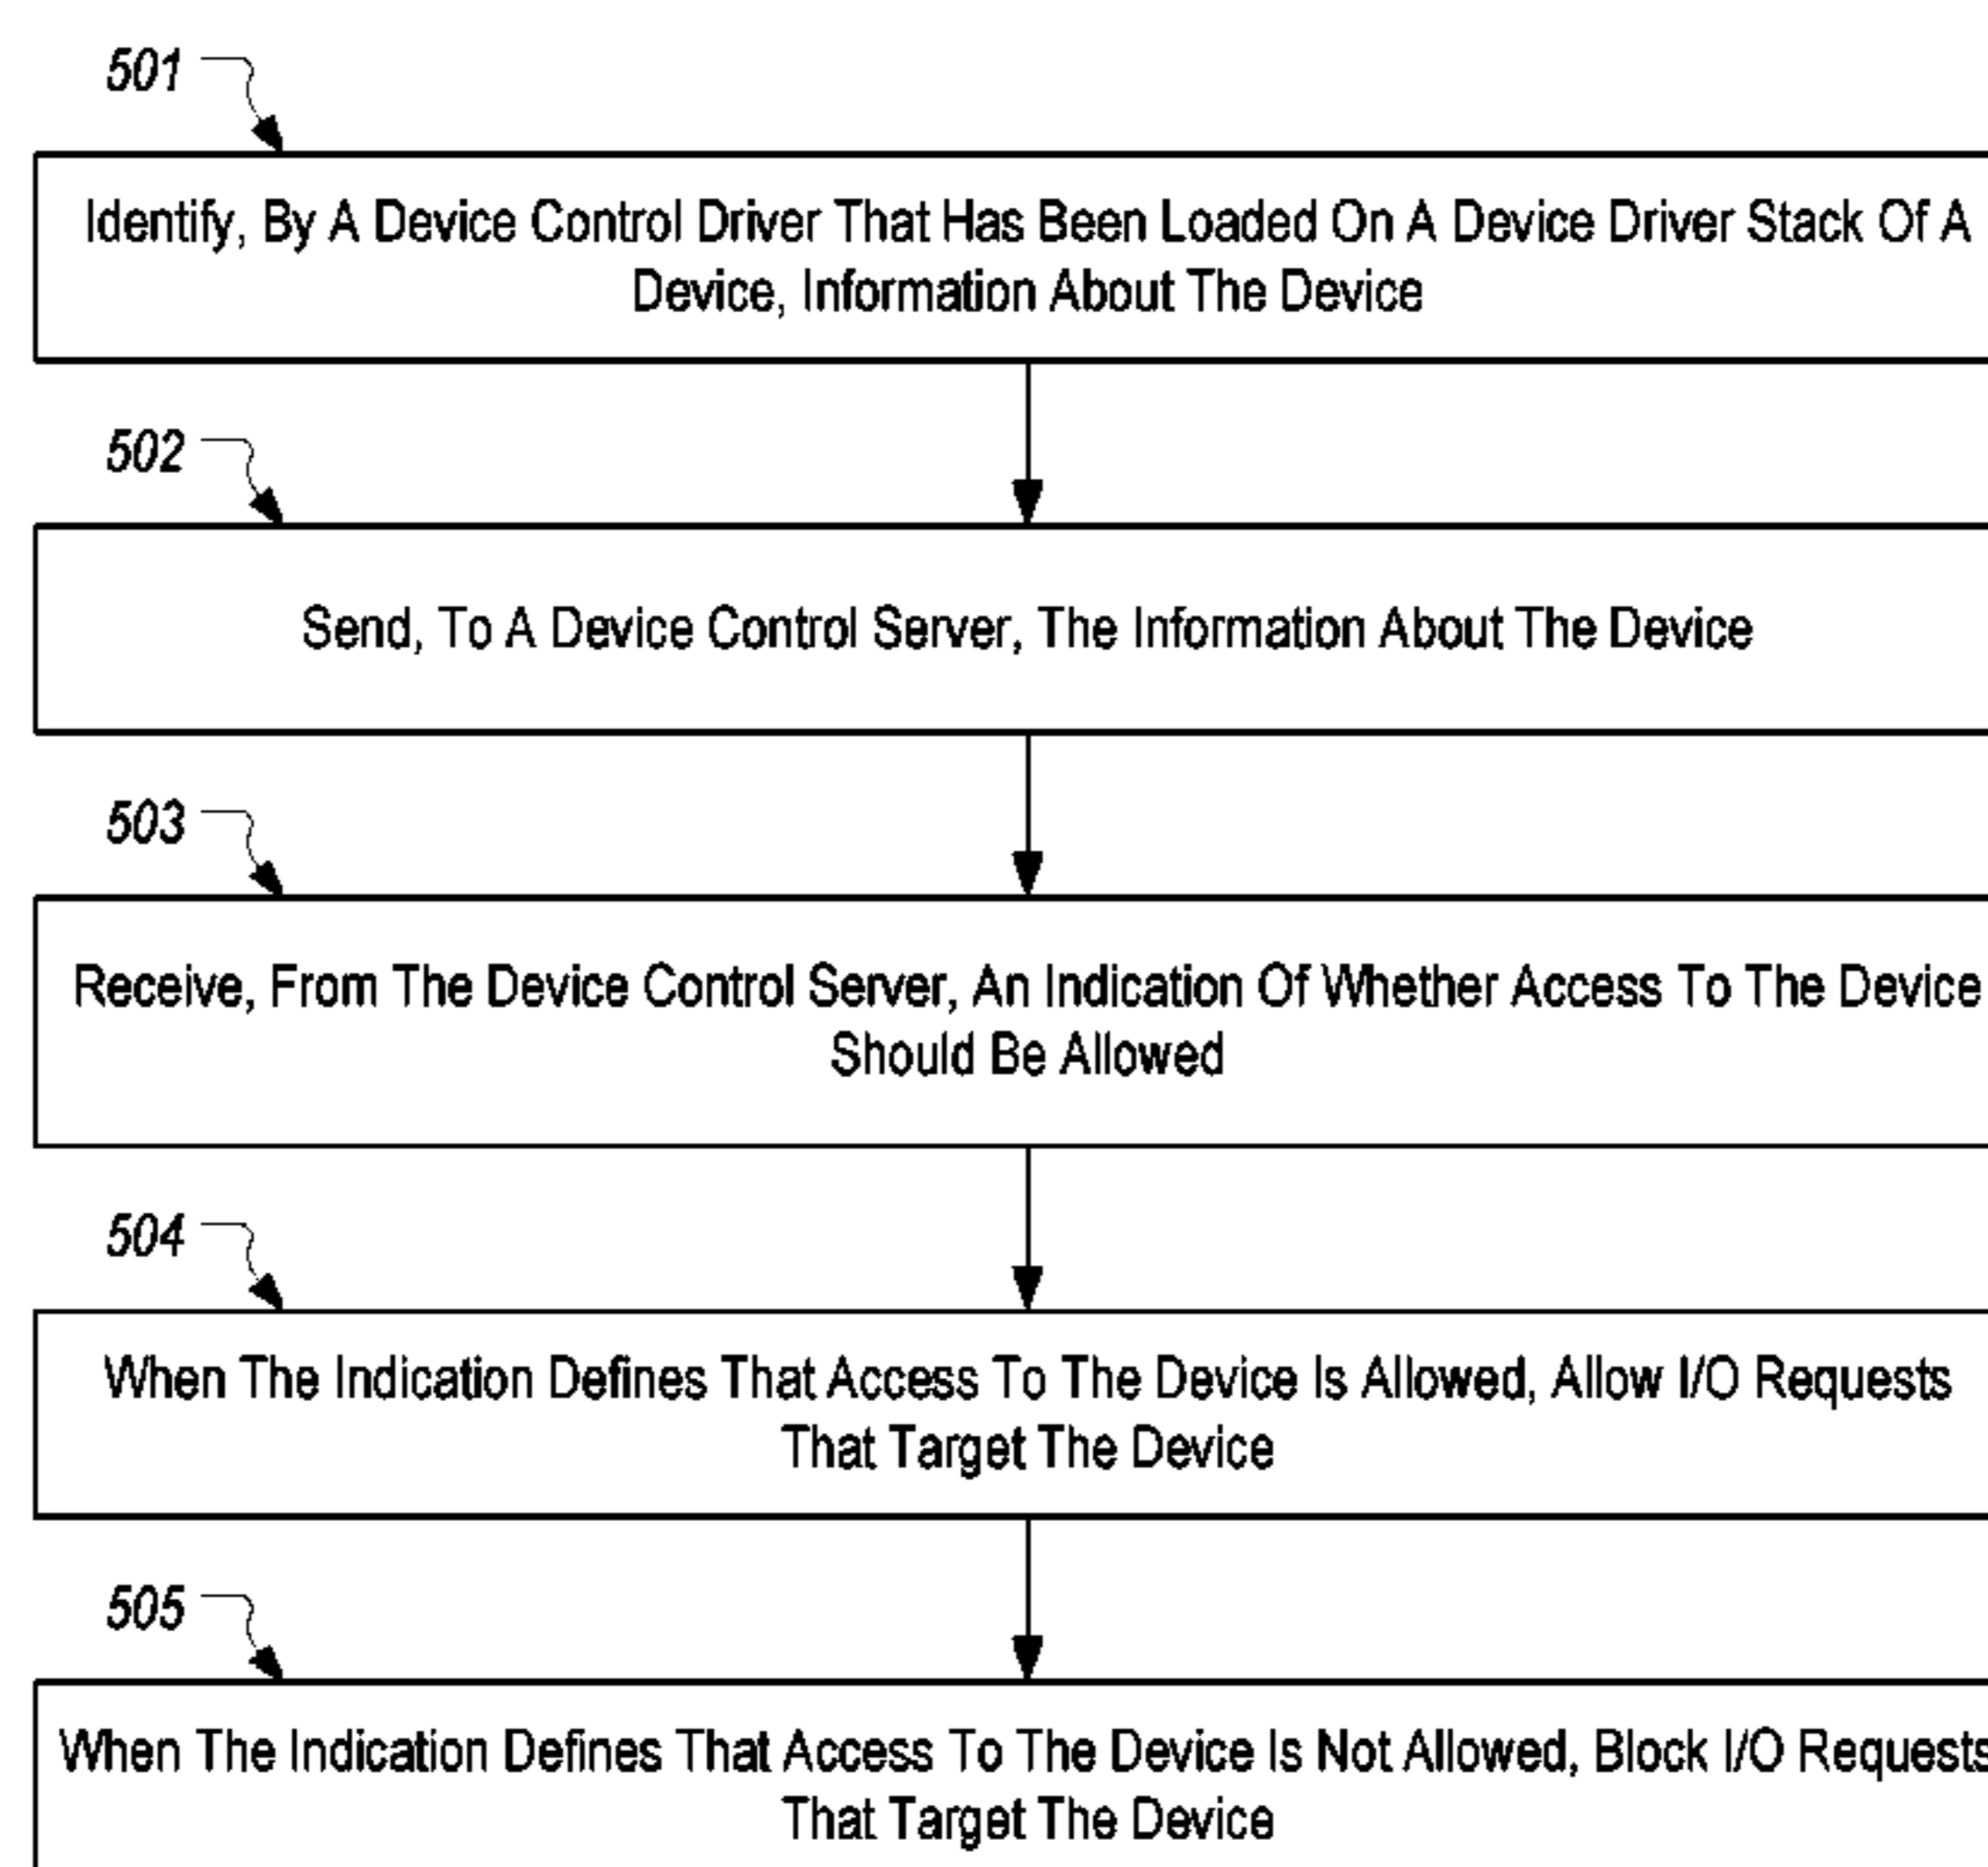 501
Identify, By A Device Control Driver That Has Been Loaded On A Device Driver Stack Of A
Device, Information About The Device
502
Send, To A Device Control Server, The Information About The Device
503
Receive, From The Device Control Server, An Indication Of Whether Access To The Device
Should Be Allowed
504
When The Indication Defines That Access To The Device Is Allowed, Allow I/O Requests
That Target The Device
505
When The Indication Defines That Access To The Device Is Not Allowed, Block I/O Requests
That Target The Device